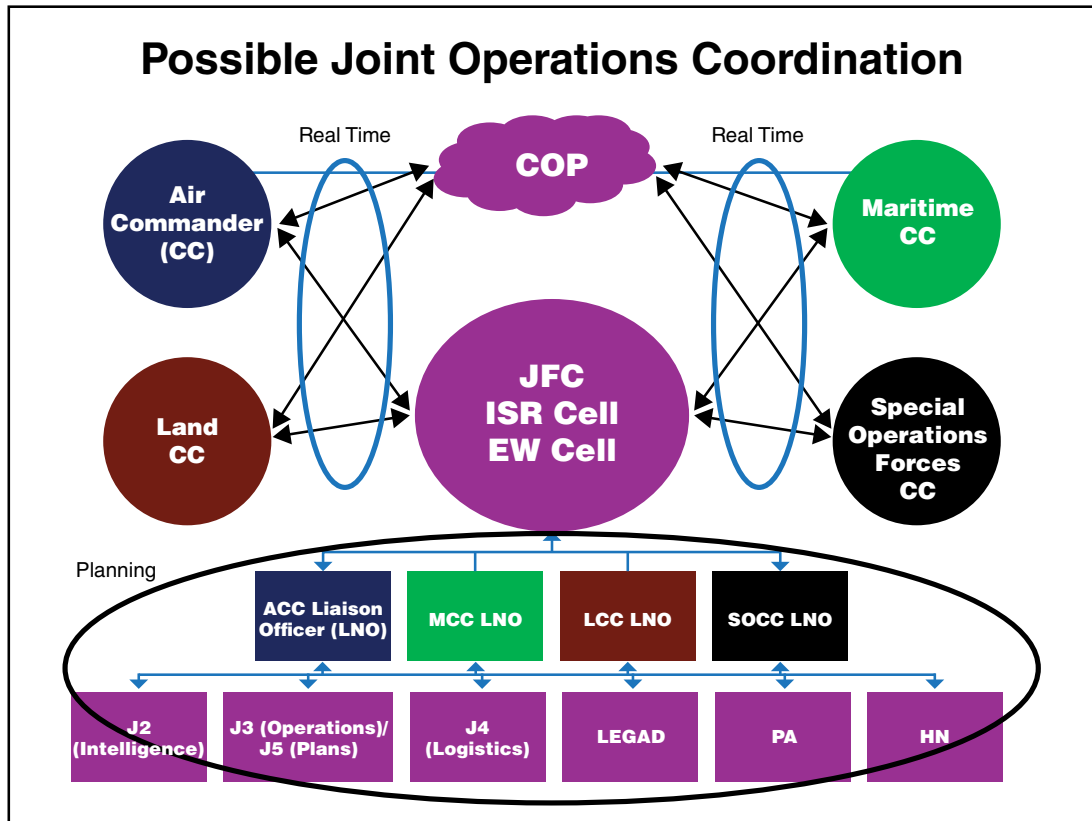 Possible Joint Operations Coordination
Real Time
Real Time
COP
Air
Commander
(CC)
Maritime
CC
JFC
ISR Cell
EW Cell
Land
CC
Special
Operations
Forces
CC
Planning
ACC Liaison
Officer (LNO)
MCC LNO
LCC LNO
SOCC LNO
J2
(Intelligence)
J3 (Operations)/
J5 (Plans)
J4
(Logistics)
LEGAD
PA
HN